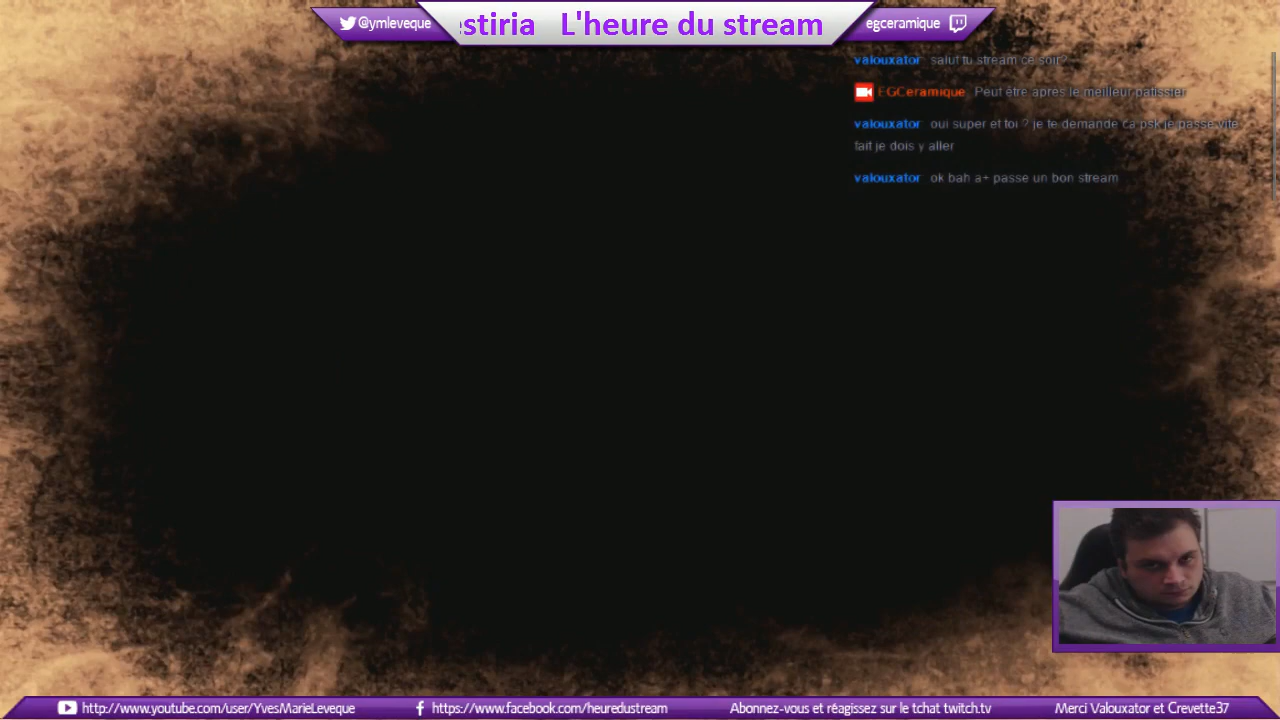 @ymleveque
stiria L'heure du stream
egceramique
valouxator salut tu stream ce soir?
EGCeramique Peut être apres le meilleur patissier
valouxator oui super et toi ? je te demande ca psk je passe vite
fait je dois y aller
valouxator ok bah a+ passe un bon stream
http://www.youtube.com/user/YvesMarieLeveque
https://www.facebook.com/heuredustream
Abonnez-vous et réagissez sur le tchat twitch.tv
Merci Valouxator et Crevette37